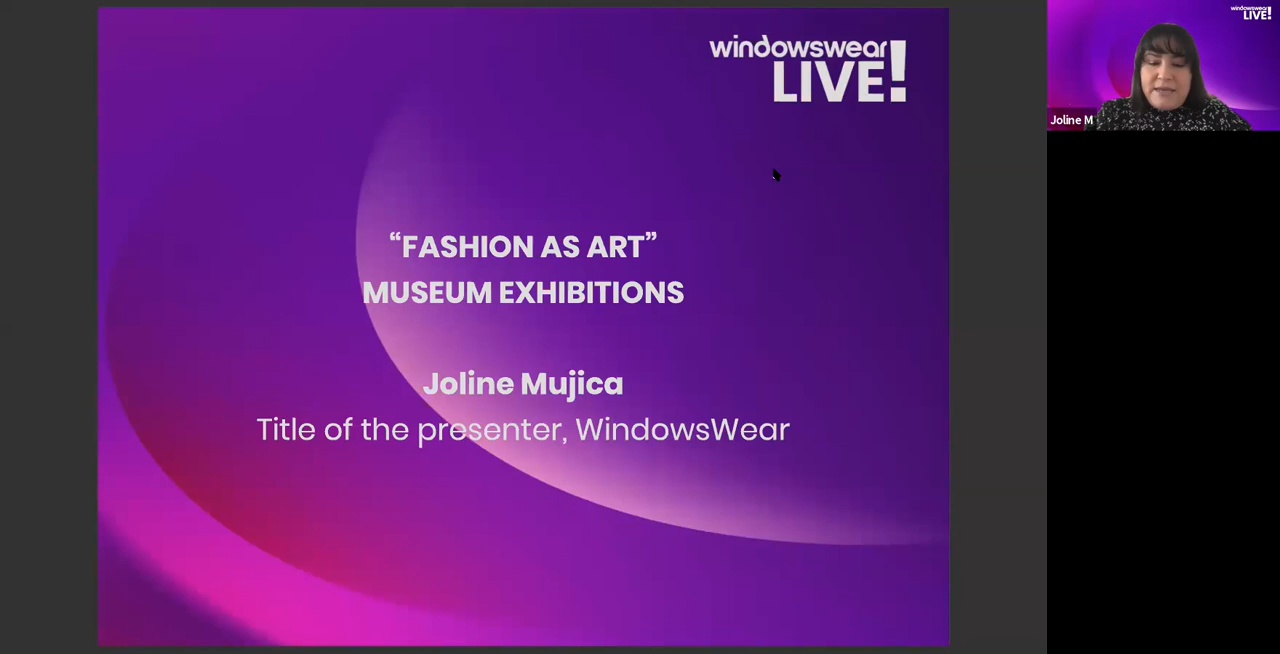 windowswear
LIVE!
“FASHION AS ART”
MUSEUM EXHIBITIONS
Joline Mujica
Title of the presenter, WindowsWear
windowswear
LIVE!
Joline M